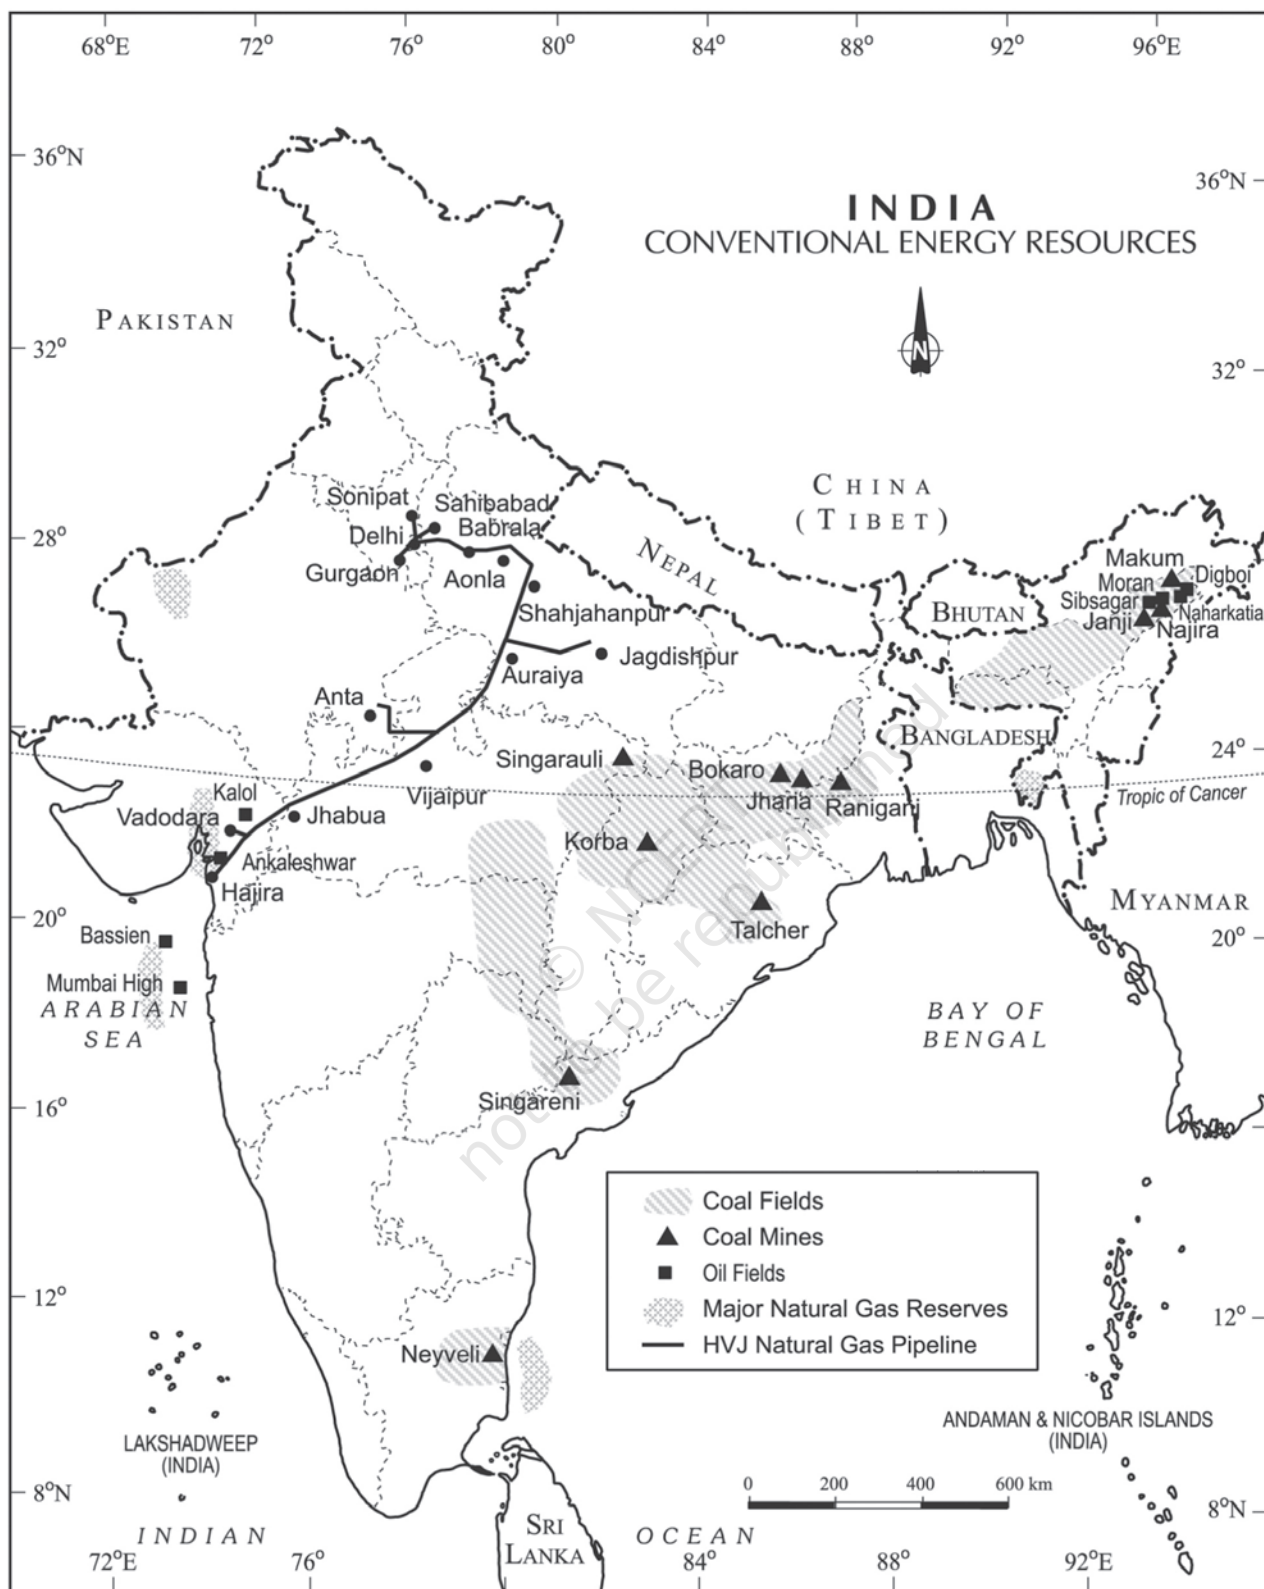 68°E 72° 76° 80° 84° 88° 92° 96°E
36°N
36°N
INDIA
CONVENTIONAL ENERGY RESOURCES
PAKISTAN
N
32°
32°
CHINA
(TIBET)
Sonipat
Sahibabad
Delhi
Babrala
28°
NEPAL
Makum
Gurgaon
Aonla
Moran
Digboi
Shahjahanpur
BHUTAN
Sibsagar
Naharkatia
Janji
Najira
Jagdishpur
Auraiya
Anta
BANGLADESH
24°
Singarauli
Bokaro
Kalol
Vijaipur
Jharia
Raniganj
Tropic of Cancer
Vadodara
Jhabua
Korba
Ankaleshwar
Hajira
MYANMAR
20°
Talcher
20°
Bassien
Mumbai High
ARABIAN
SEA
BAY OF
BENGAL
© NCERT
not to be republished
Singareni
16°
Coal Fields
Coal Mines
Oil Fields
Major Natural Gas Reserves
HVJ Natural Gas Pipeline
12°
12°
Neyveli
LAKSHADWEEP
(INDIA)
ANDAMAN & NICOBAR ISLANDS
(INDIA)
0 200 400 600 km
8°N
8°N
INDIAN
SRI
LANKA
OCEAN
72°E 76° 84° 88° 92°E